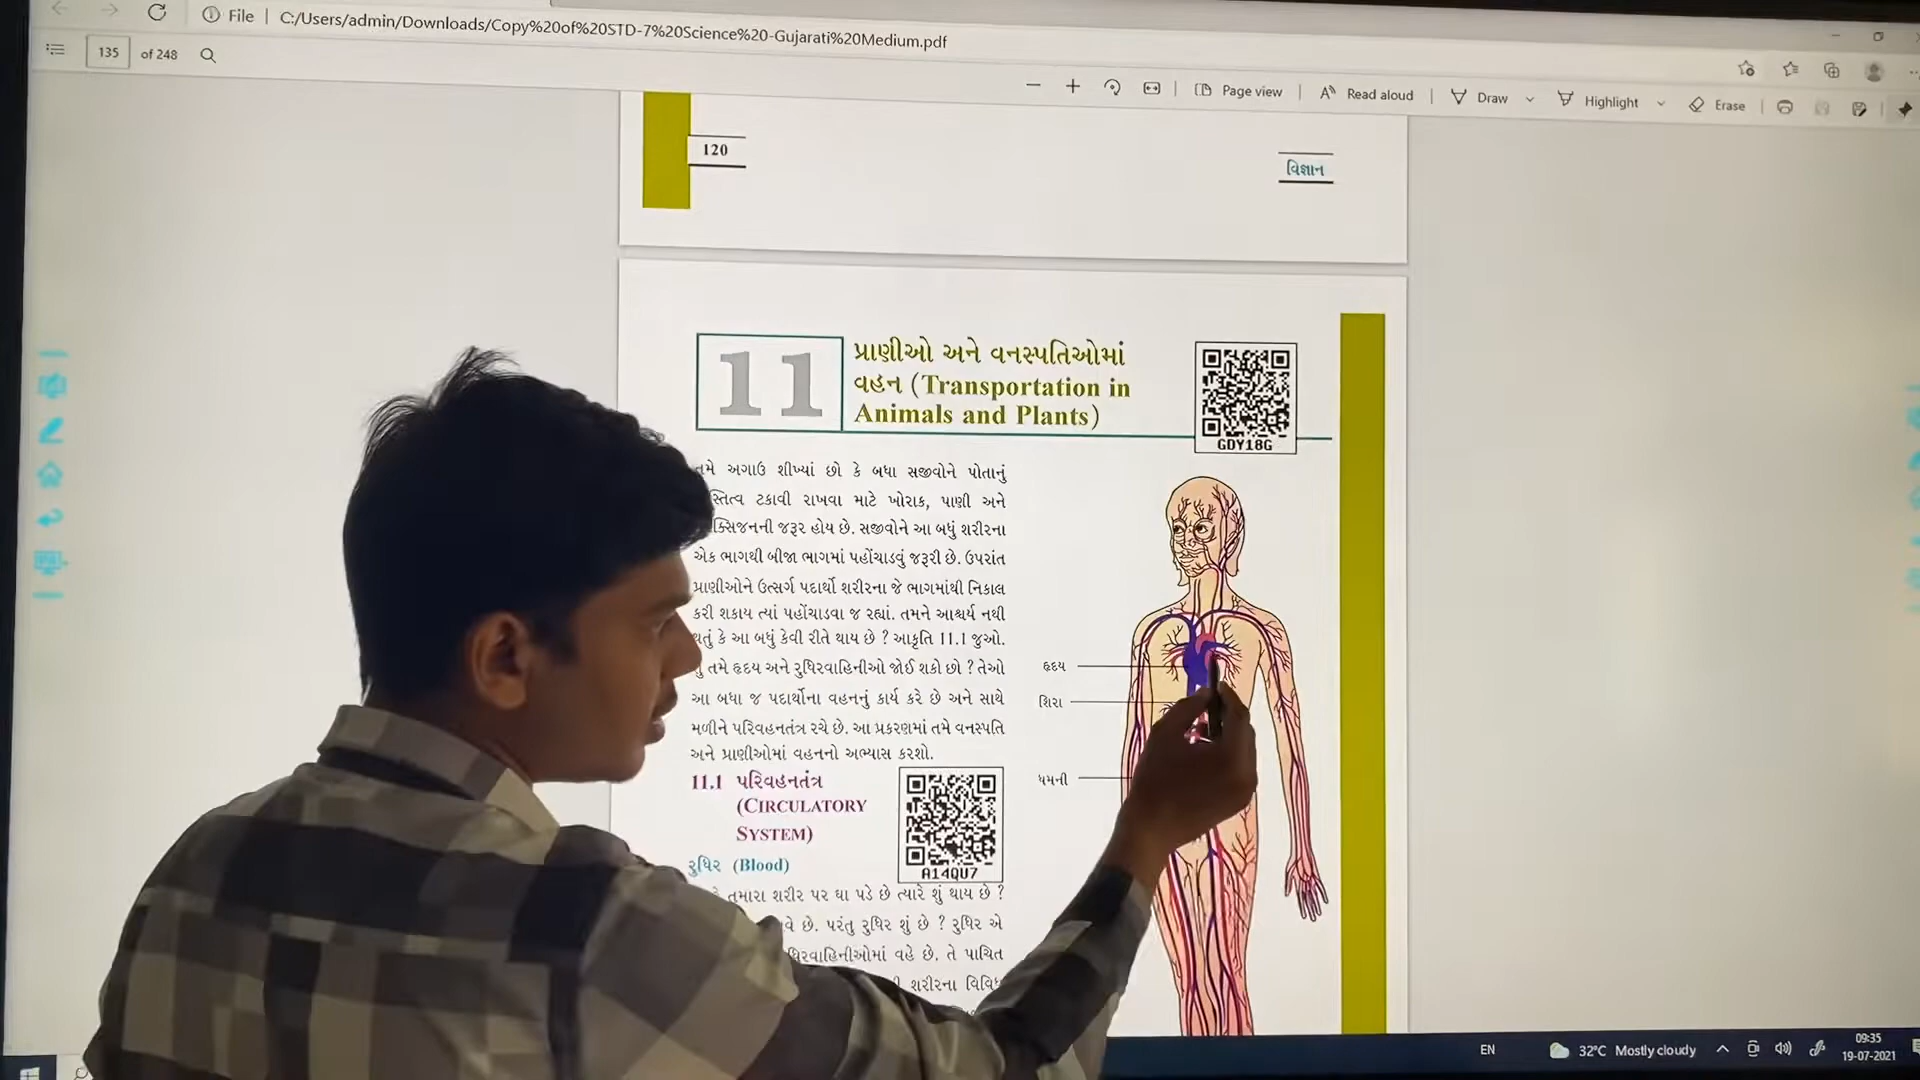 File | C:/Users/admin/Downloads/Copy%20of%20STD-7%20Science%20-Gujarati%20Medium.pdf
135 of 248
Page view | Read aloud | Draw Highlight Erase
120
વિજ્ઞાન
11
પ્રાણીઓ અને વનસ્પતિઓમાં
વહન (Transportation in
Animals and Plants)
GDY18G
તમે અગાઉ શીખ્યાં છો કે બધા સજીવોને પોતાનું
ટકાવી રાખવા માટે ખોરાક, પાણી અને
જરૂર હોય છે. સજીવોને આ બધું શરીરના
એક ભાગથી બીજા ભાગમાં પહોંચાડવું જરૂરી છે. ઉપરાંત
પ્રાણીઓને ઉત્સર્ગ પદાર્થો શરીરના જે ભાગમાંથી નિકાલ
કરી શકાય ત્યાં પહોંચાડવા જ રહ્યાં. તમને આશ્ચર્ય નથી
થતું કે આ બધું કેવી રીતે થાય છે ? આકૃતિ 11.1 જુઓ.
તમે હૃદય અને રુધિરવાહિનીઓ જોઈ શકો છો ? તેઓ
આ બધા જ પદાર્થોના વહનનું કાર્ય કરે છે અને સાથે
મળીને પરિવહનતંત્ર રચે છે. આ પ્રકરણમાં તમે વનસ્પતિ
અને પ્રાણીઓમાં વહનનો અભ્યાસ કરશો.
હૃદય
શિરા
ધમની
11.1 પરિવહનતંત્ર
(CIRCULATORY
SYSTEM)
A14QU7
રુધિર (Blood)
તમારા શરીર પર ઘા પડે છે ત્યારે શું થાય છે ?
છે. પરંતુ રુધિર શું છે ? રુધિર એ
વહે છે. તે પાચિત
શરીરના
EN 32°C Mostly cloudy 09:35
19-07-2021